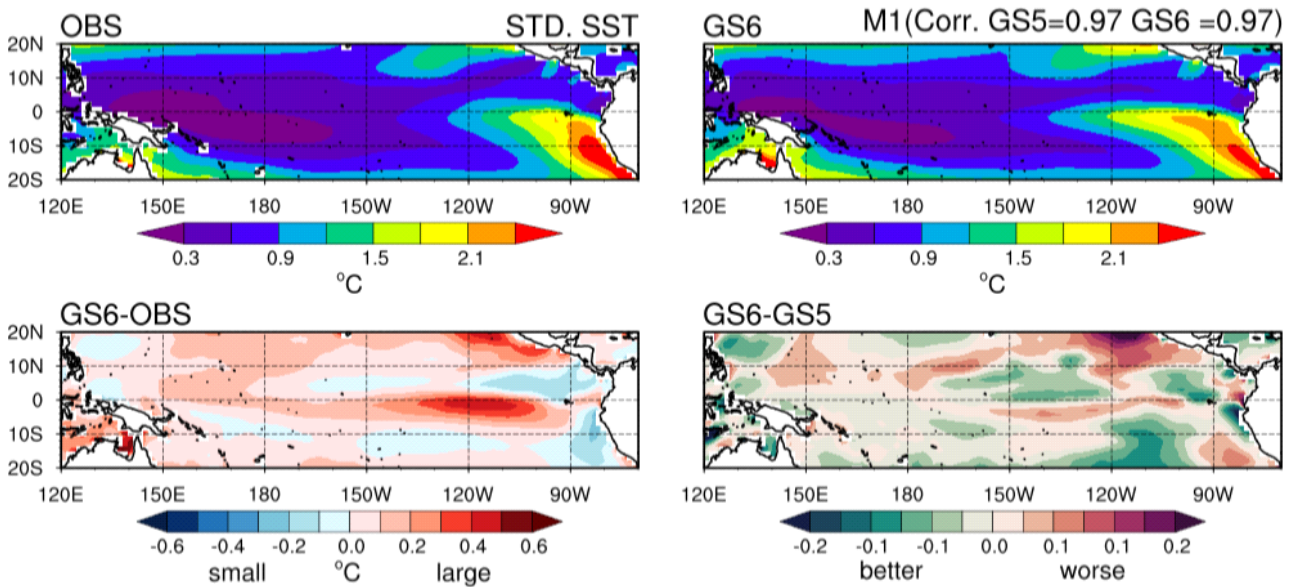 OBS STD. SST
20N
10N
0
10S
20S
120E 150E 180 150W 120W 90W
0.3 0.9 1.5 2.1
°C
GS6 M1(Corr. GS5=0.97 GS6 =0.97)
20N
10N
0
10S
20S
120E 150E 180 150W 120W 90W
0.3 0.9 1.5 2.1
°C
GS6-OBS
20N
10N
0
10S
20S
120E 150E 180 150W 120W 90W
-0.6 -0.4 -0.2 0.0 0.2 0.4 0.6
small °C large
GS6-GS5
20N
10N
0
10S
20S
120E 150E 180 150W 120W 90W
-0.2 -0.1 -0.1 0.0 0.1 0.1 0.2
better worse